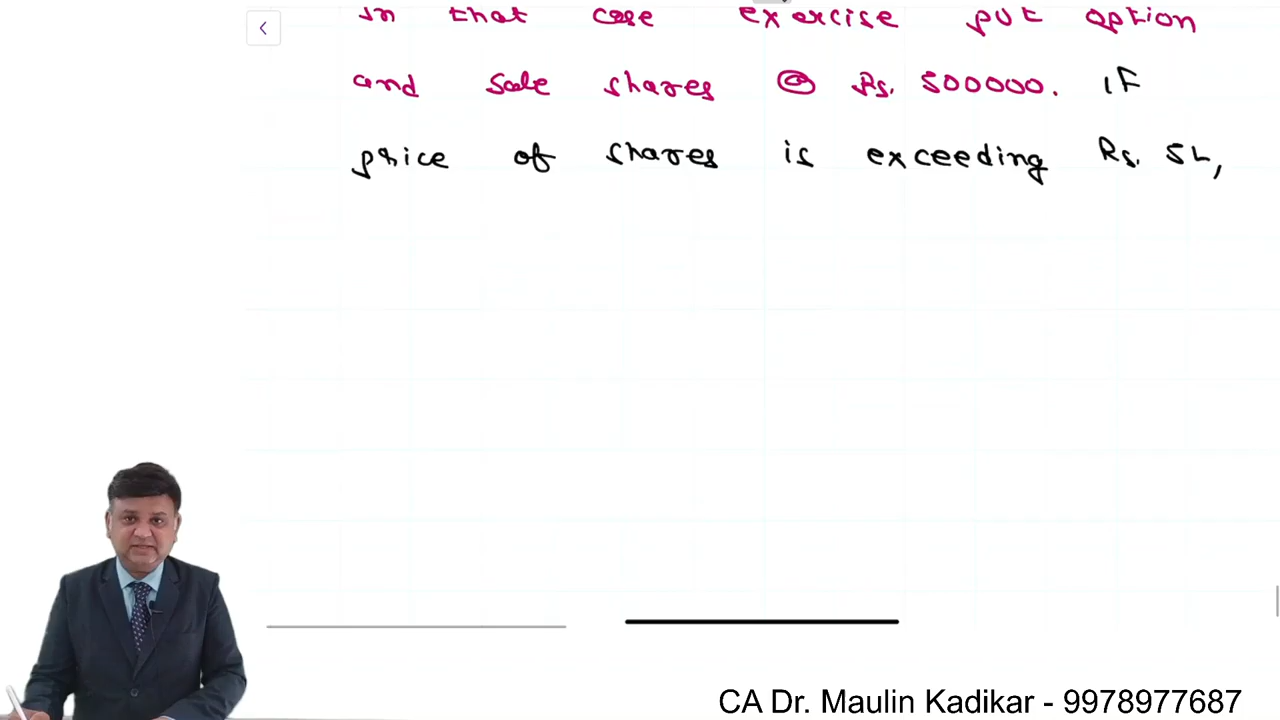 in that case exercise put option
and sale shares @ Rs. 500000. If
price of shares is exceeding Rs. 5L,
CA Dr. Maulin Kadikar - 9978977687